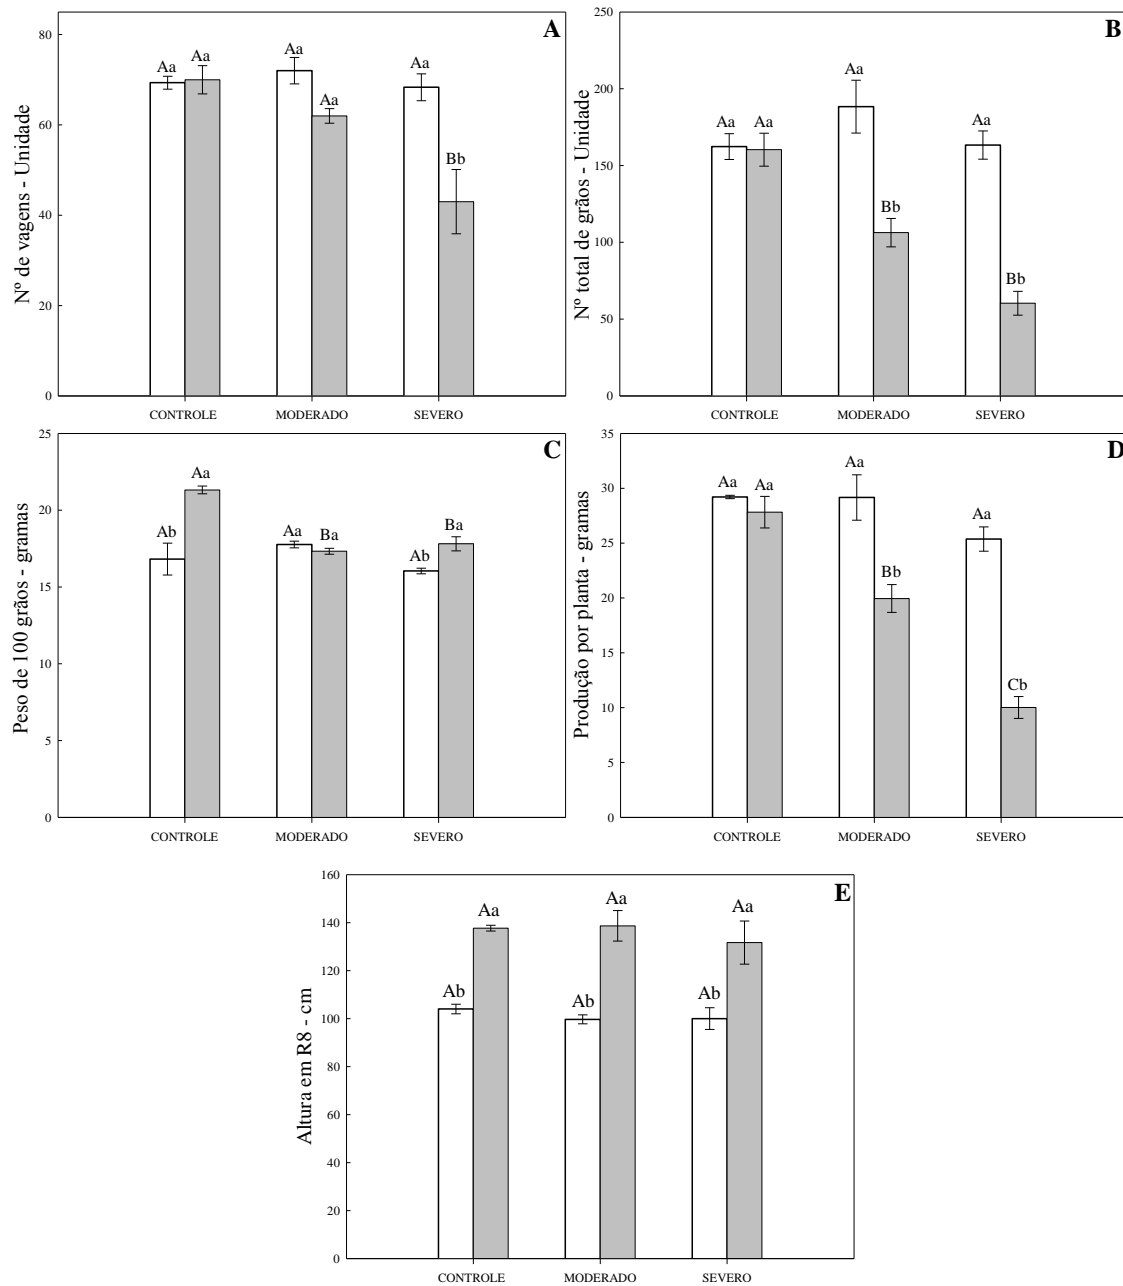 A
Nº de vagens - Unidade
80
60
40
20
0
Aa
Aa
Aa
Aa
Aa
Bb
CONTROLE
MODERADO
SEVERO
B
Nº total de grãos - Unidade
250
200
150
100
50
0
Aa
Aa
Aa
Bb
Aa
Bb
CONTROLE
MODERADO
SEVERO
C
Peso de 100 grãos - gramas
25
20
15
10
5
0
Ab
Aa
Aa
Ba
Ab
Ba
CONTROLE
MODERADO
SEVERO
D
Produção por planta - gramas
35
30
25
20
15
10
5
0
Aa
Aa
Aa
Bb
Aa
Cb
CONTROLE
MODERADO
SEVERO
E
Altura em R8 - cm
160
140
120
100
80
60
40
20
0
Ab
Aa
Ab
Aa
Ab
Aa
CONTROLE
MODERADO
SEVERO